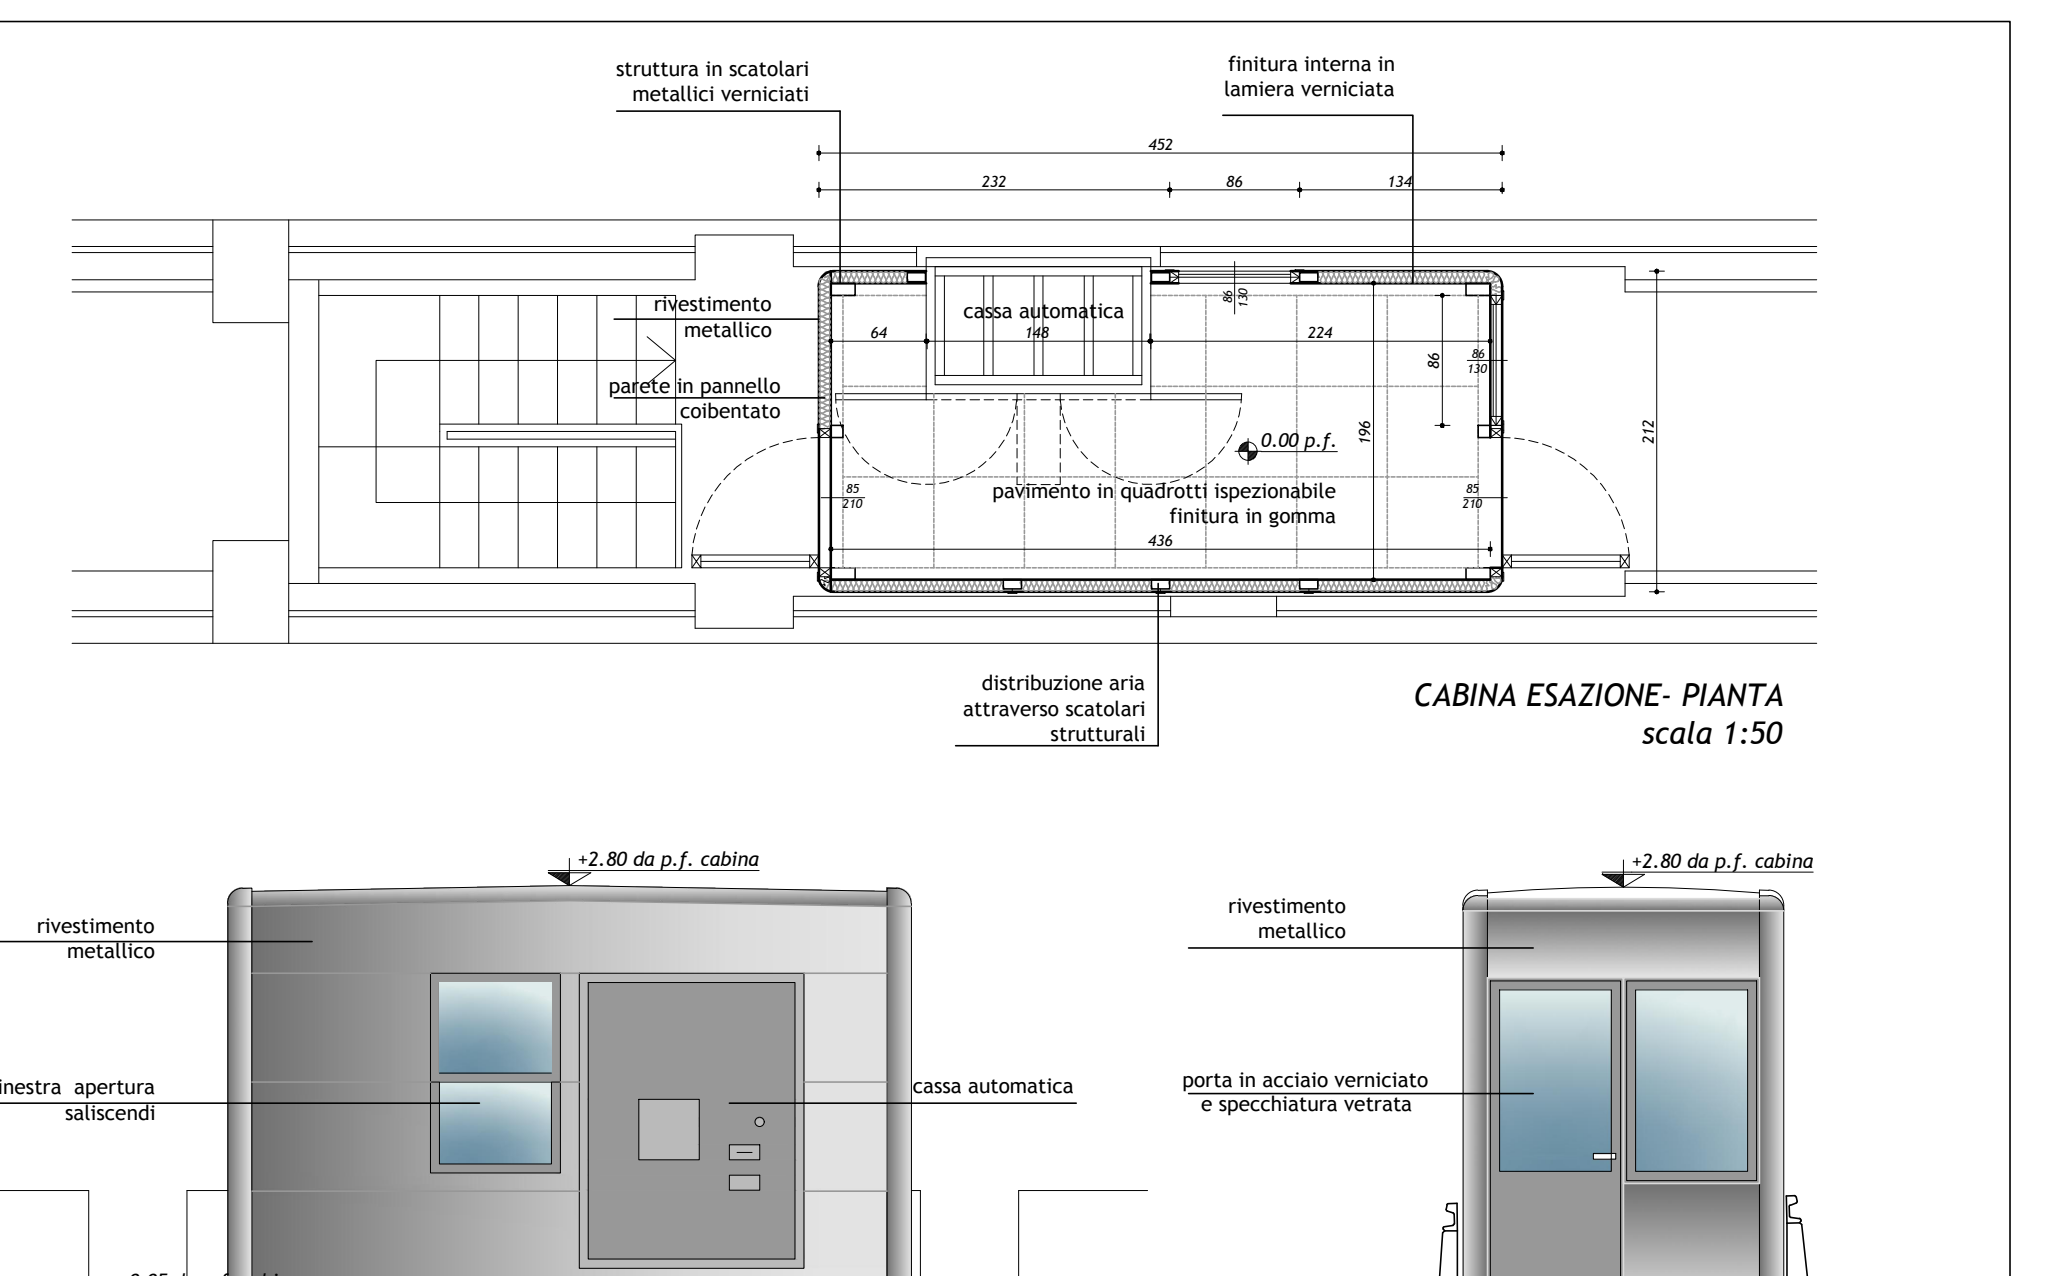 struttura in scatolari
metallici verniciati
finitura interna in
lamiera verniciata
452
232
86
134
rivestimento
metallico
cassa automatica
86
130
64
148
224
86
86
130
parete in pannello
coibentato
196
212
0.00 p.f.
85
210
pavimento in quadrotti ispezionabile
finitura in gomma
85
210
436
distribuzione aria
attraverso scatolari
strutturali
CABINA ESAZIONE- PIANTA
scala 1:50
+2.80 da p.f. cabina
+2.80 da p.f. cabina
rivestimento
metallico
rivestimento
metallico
inestra apertura
saliscendi
cassa automatica
porta in acciaio verniciato
e specchiatura vetrata